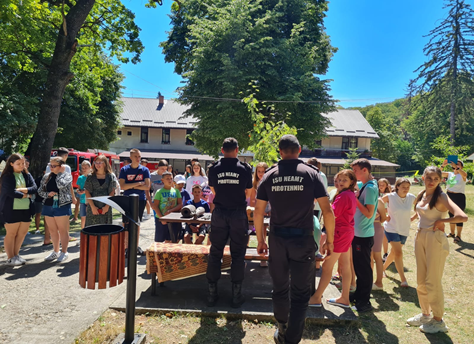 ISU NEAMȚ
PIROTEHNIC
ISU NEAMȚ
PIROTEHNIC